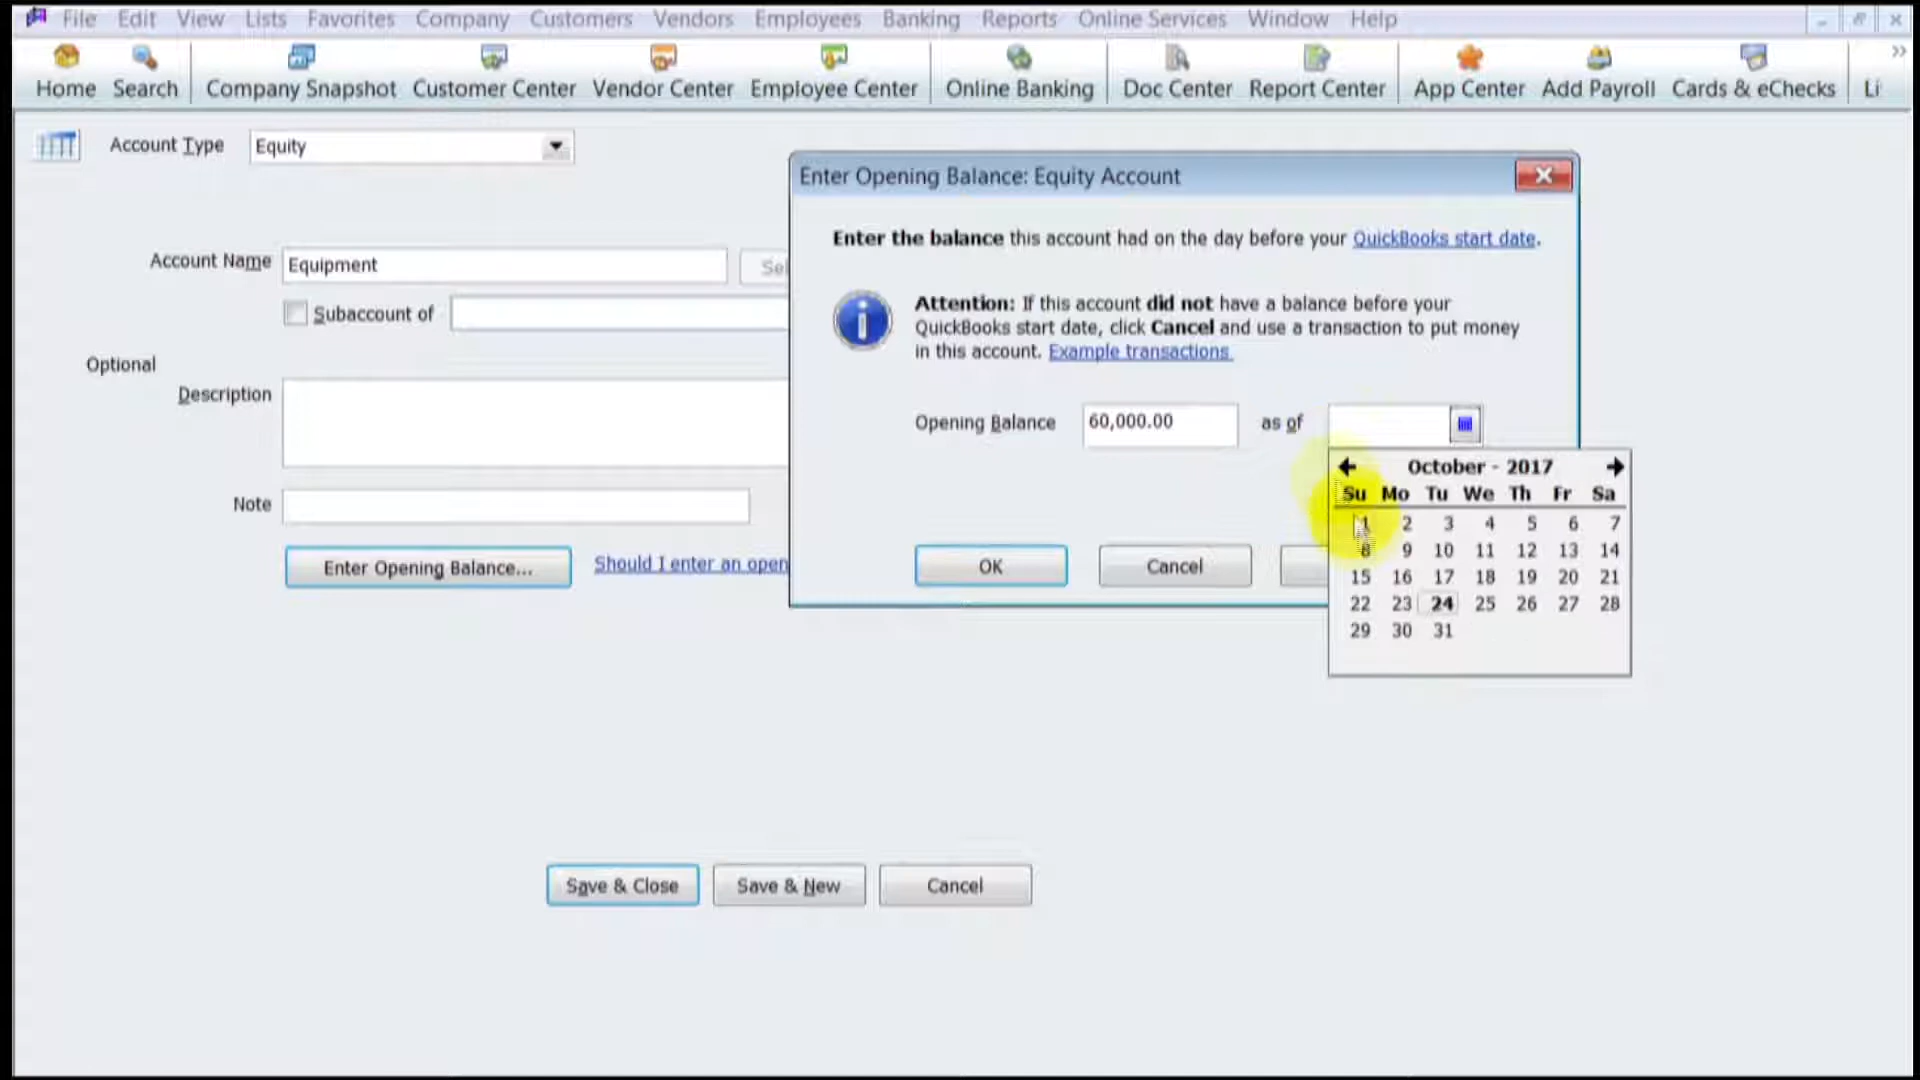 File Edit View Lists Favorites Company Customers Vendors Employees Banking Reports Online Services Window Help
Home Search Company Snapshot Customer Center Vendor Center Employee Center Online Banking Doc Center Report Center App Center Add Payroll Cards & eChecks Li
Account Type Equity
Enter Opening Balance: Equity Account
Enter the balance this account had on the day before your QuickBooks start date.
Account Name Equipment Sel
Attention: If this account did not have a balance before your
QuickBooks start date, click Cancel and use a transaction to put money
in this account. Example transactions
Subaccount of
Optional
Description
Opening Balance 60,000.00 as of
October - 2017
Su Mo Tu We Th Fr Sa
1 2 3 4 5 6 7
8 9 10 11 12 13 14
15 16 17 18 19 20 21
22 23 24 25 26 27 28
29 30 31
Note
Enter Opening Balance... Should I enter an open
OK Cancel
Save & Close Save & New Cancel